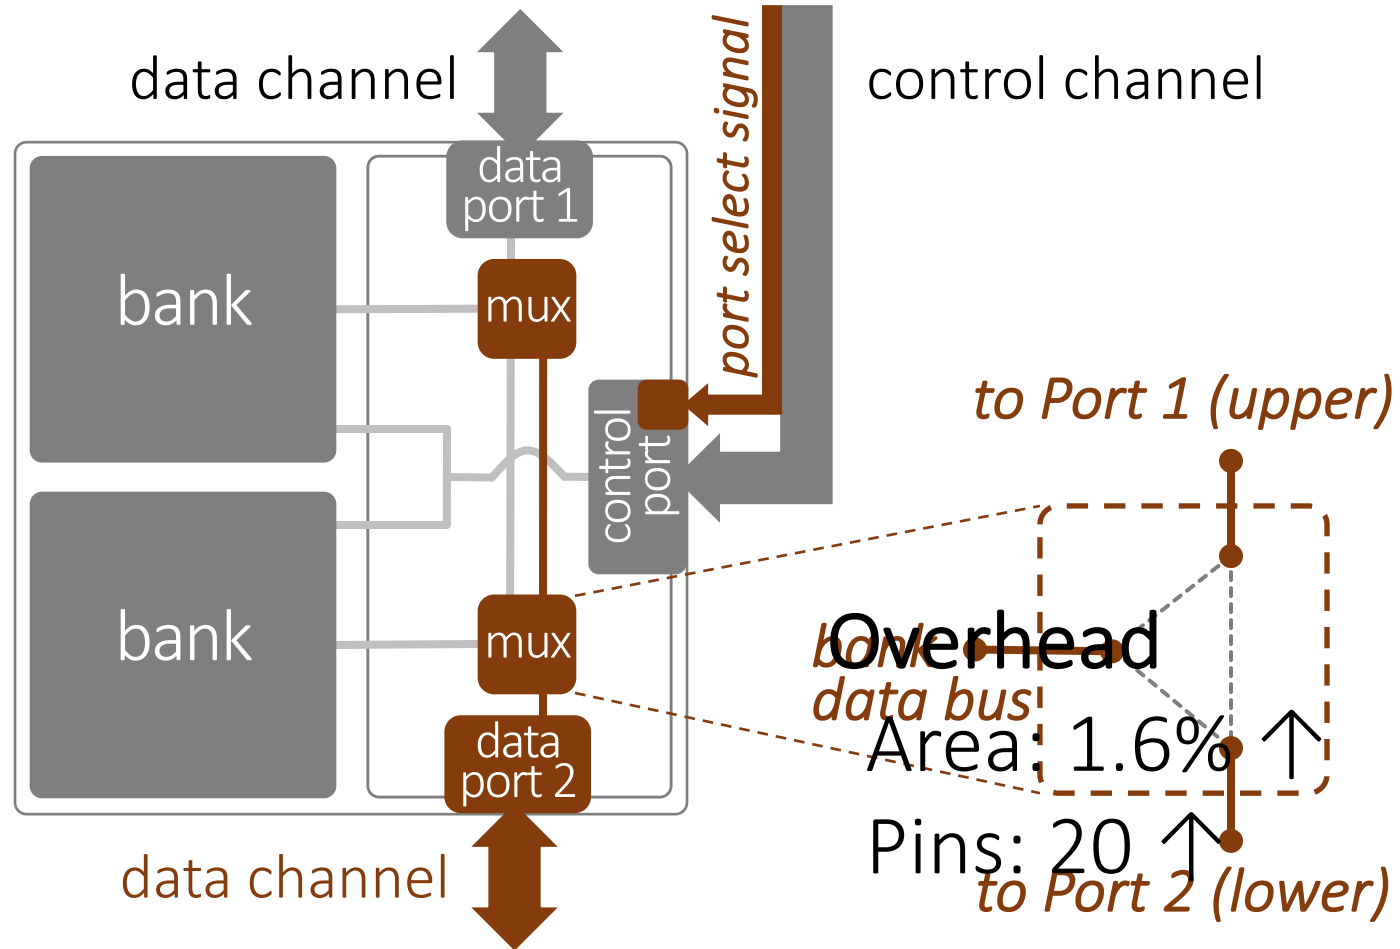 data channel
control channel
port select signal
data
port 1
bank
mux
control
port
to Port 1 (upper)
bank
mux
bank
data bus
Overhead
Area: 1.6% ↑
data
port 2
Pins: 20 ↑
data channel
to Port 2 (lower)